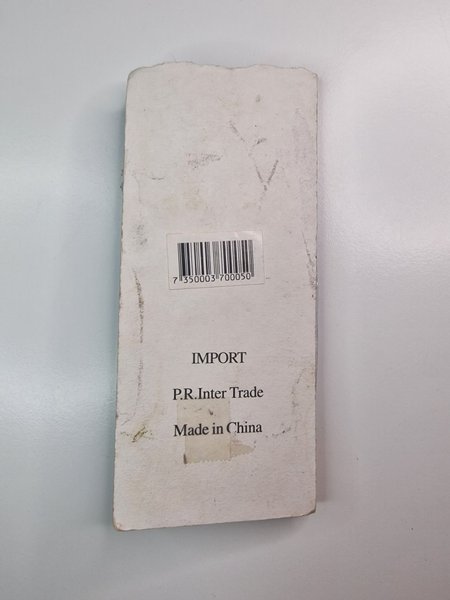 7 350003 700050
IMPORT
P.R.Inter Trade
Made in China